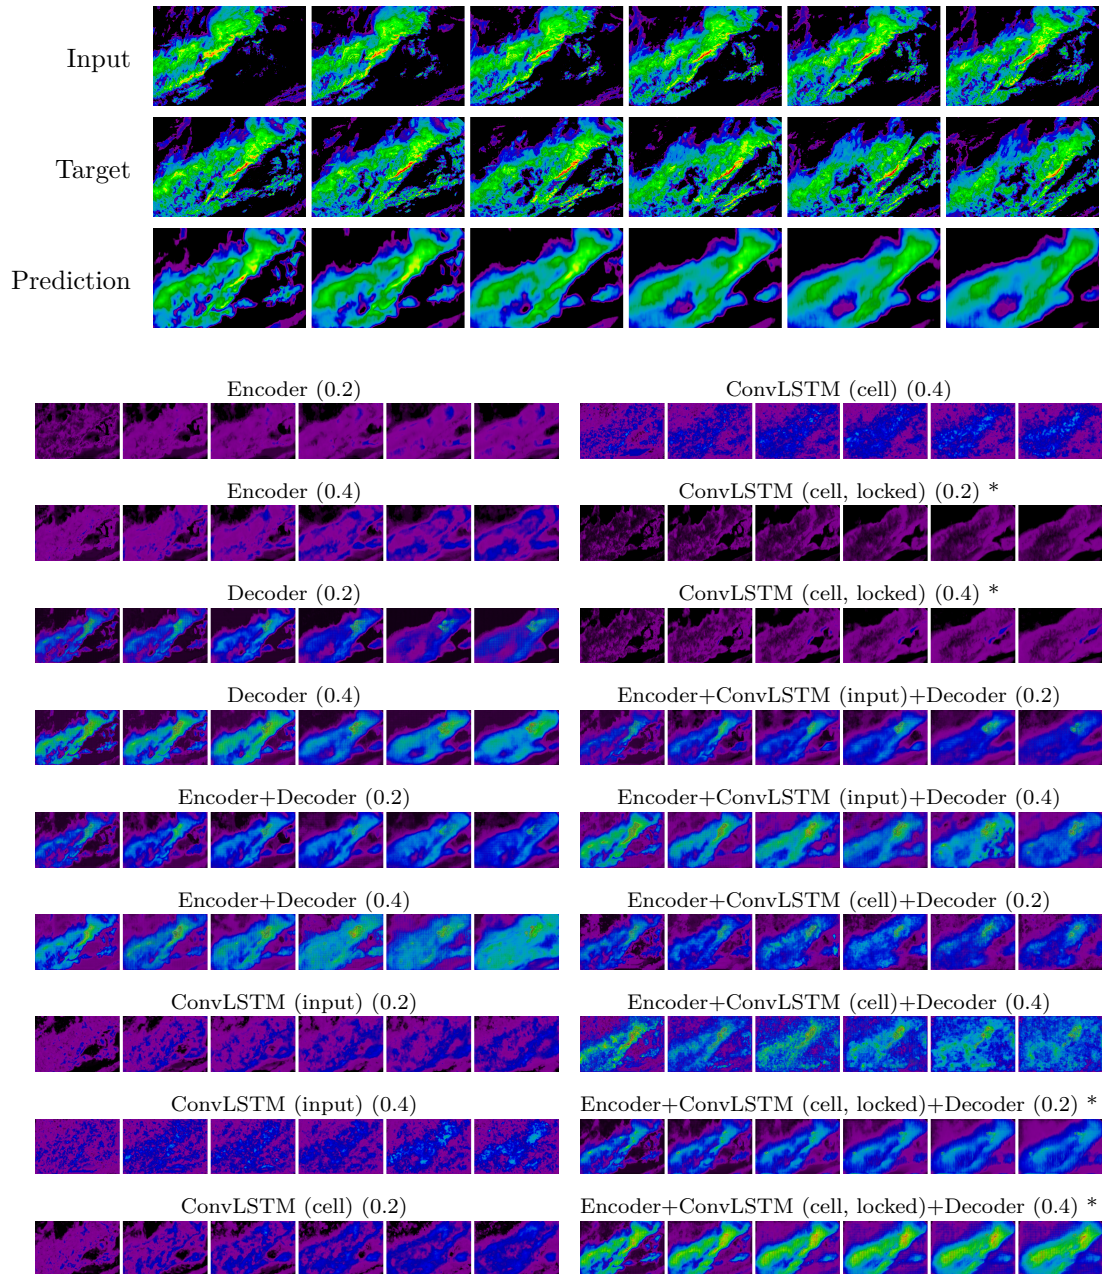 Input
Target
Prediction
Encoder (0.2)
Encoder (0.4)
Decoder (0.2)
Decoder (0.4)
Encoder+Decoder (0.2)
Encoder+Decoder (0.4)
ConvLSTM (input) (0.2)
ConvLSTM (input) (0.4)
ConvLSTM (cell) (0.2)
ConvLSTM (cell) (0.4)
ConvLSTM (cell, locked) (0.2) *
ConvLSTM (cell, locked) (0.4) *
Encoder+ConvLSTM (input)+Decoder (0.2)
Encoder+ConvLSTM (input)+Decoder (0.4)
Encoder+ConvLSTM (cell)+Decoder (0.2)
Encoder+ConvLSTM (cell)+Decoder (0.4)
Encoder+ConvLSTM (cell, locked)+Decoder (0.2) *
Encoder+ConvLSTM (cell, locked)+Decoder (0.4) *